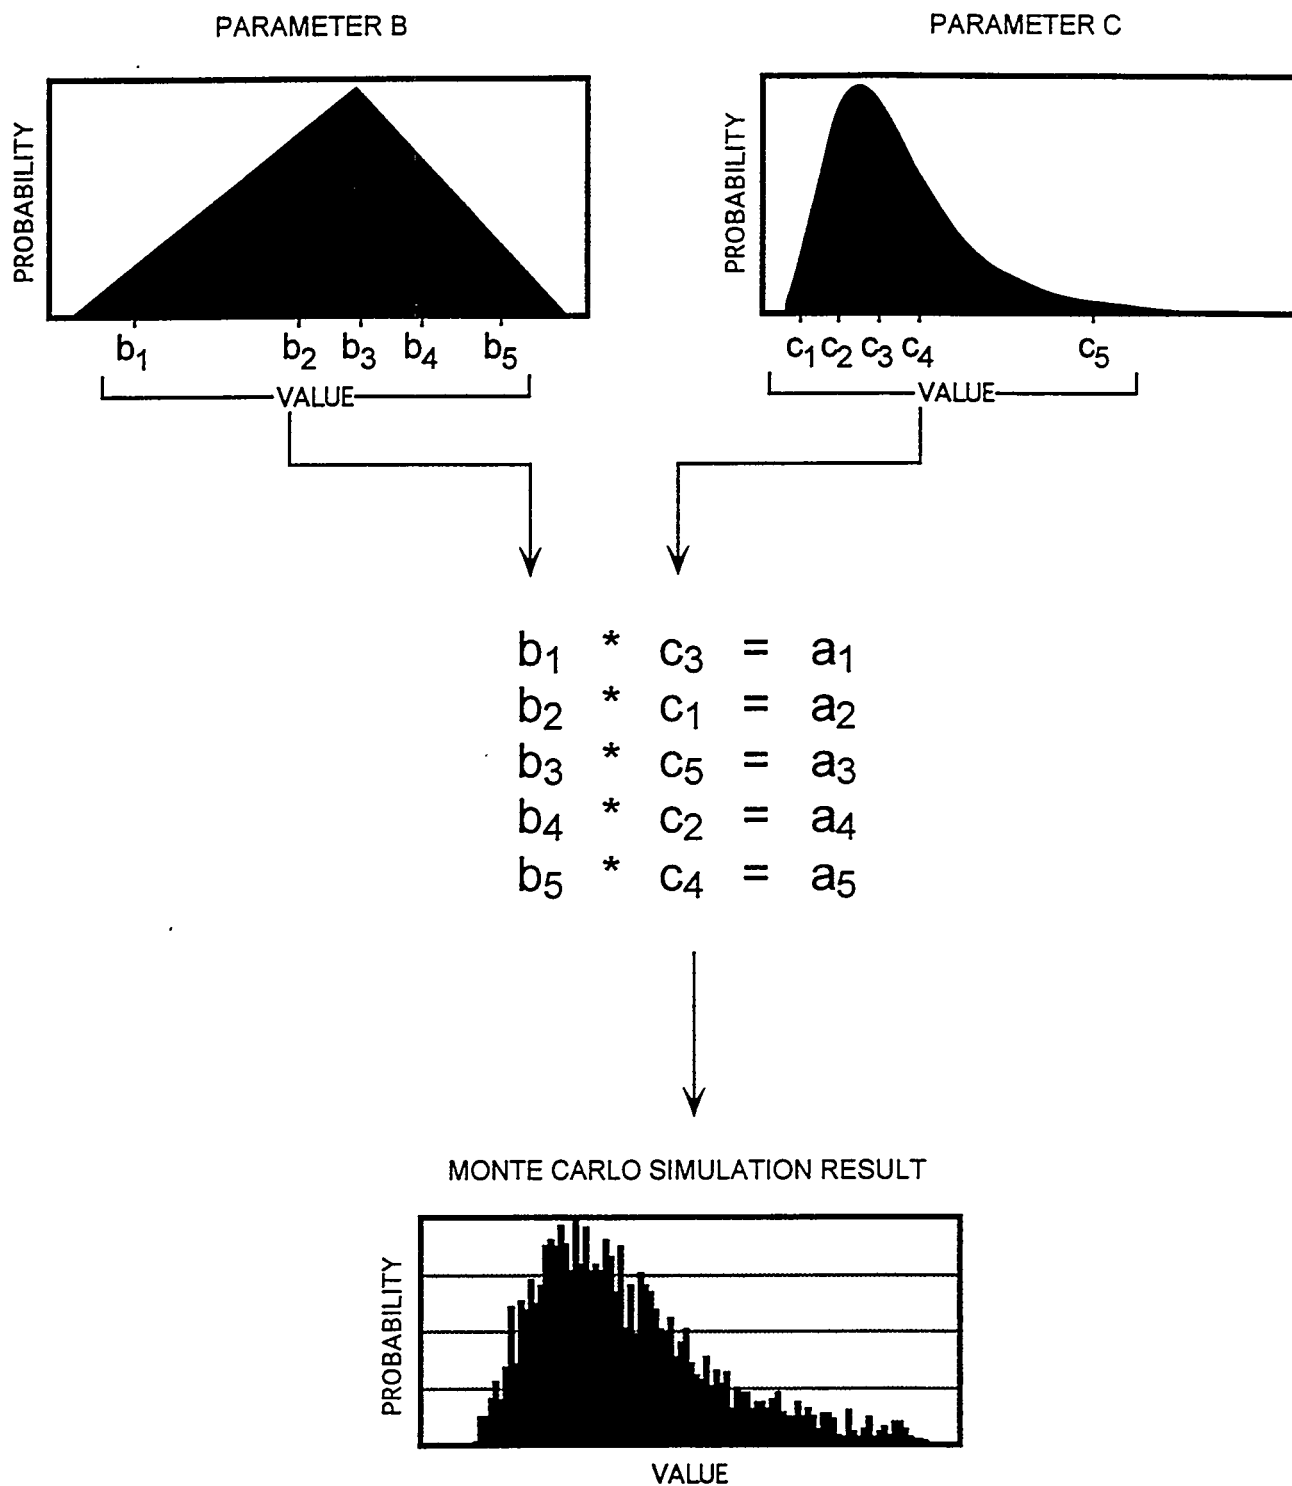 PARAMETER B
PARAMETER C
PROBABILITY
PROBABILITY
b1 b2 b3 b4 b5
c1 c2 c3 c4 c5
VALUE
VALUE
b1 * c3 = a1
b2 * c1 = a2
b3 * c5 = a3
b4 * c2 = a4
b5 * c4 = a5
MONTE CARLO SIMULATION RESULT
PROBABILITY
VALUE